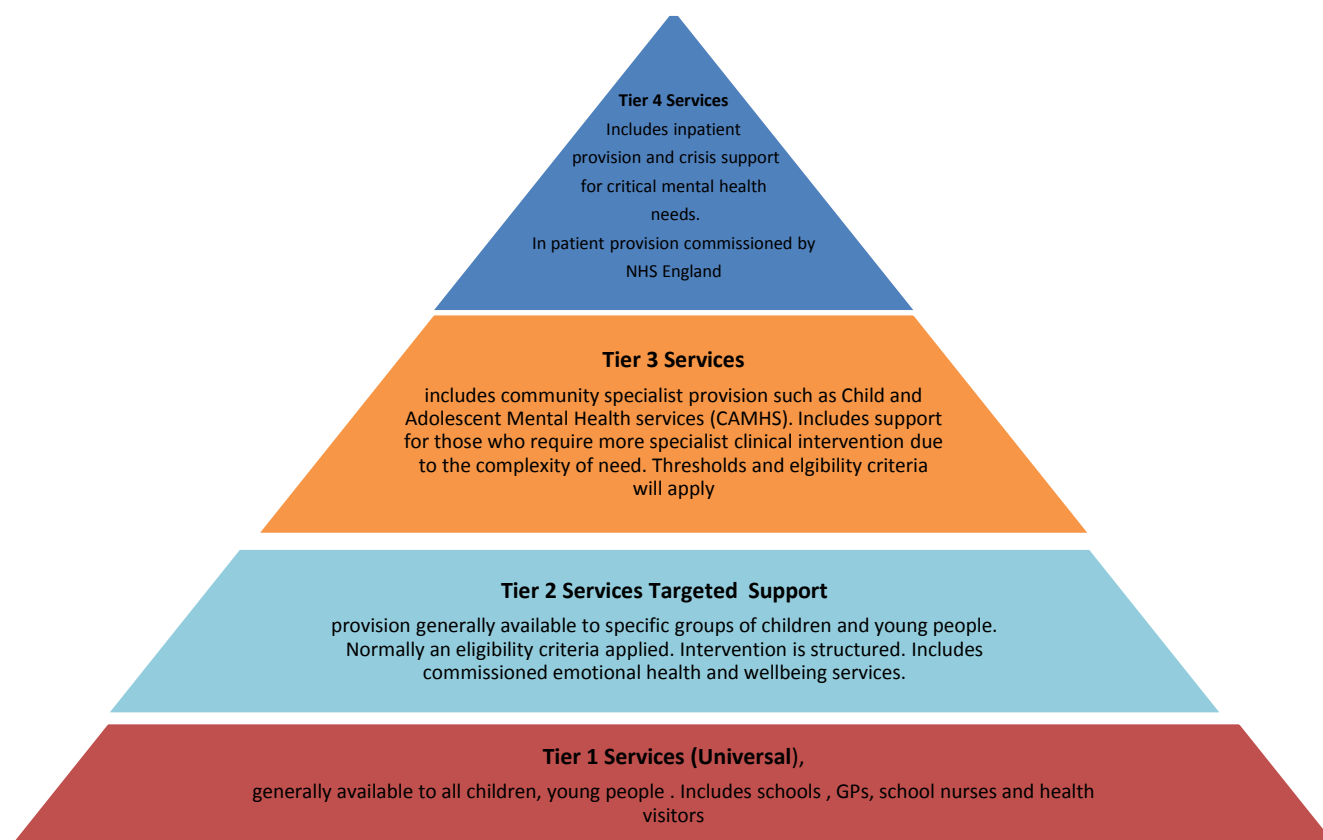 Tier 4 Services
Includes inpatient
provision and crisis support
for critical mental health
needs.
In patient provision commissioned by
NHS England
Tier 3 Services
includes community specialist provision such as Child and
Adolescent Mental Health services (CAMHS). Includes support
for those who require more specialist clinical intervention due
to the complexity of need. Thresholds and elgibility criteria
will apply
Tier 2 Services Targeted  Support
provision generally available to specific groups of children and young people.
Normally an eligibility criteria applied. Intervention is structured. Includes
commissioned emotional health and wellbeing services.
Tier 1 Services (Universal),
generally available to all children, young people . Includes schools , GPs, school nurses and health
visitors